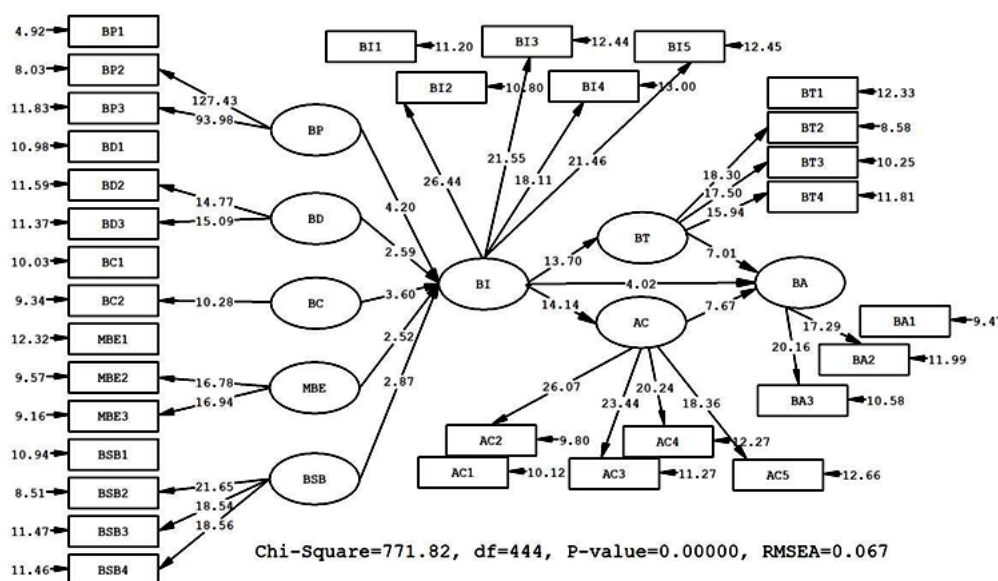 4.92 BP1
8.03 BP2
11.83 BP3
10.98 BD1
11.59 BD2
11.37 BD3
10.03 BC1
9.34 BC2
12.32 MBE1
9.57 MBE2
9.16 MBE3
10.94 BSB1
8.51 BSB2
11.47 BSB3
11.46 BSB4
127.43
93.98
14.77
15.09
10.28
16.78
16.94
21.65
18.54
18.56
BP
BD
BC
MBE
BSB
4.20
2.59
3.60
2.52
2.87
BI
BI1 11.20
BI2 10.80
BI3 12.44
BI4 13.00
BI5 12.45
26.44
21.55
18.11
21.46
13.70
4.02
14.14
BT
AC
18.30
17.50
15.94
BT1 12.33
BT2 8.58
BT3 10.25
BT4 11.81
7.01
7.67
BA
17.29
20.16
BA1
BA2 11.99
BA3 10.58
26.07
23.44
20.24
18.36
AC2 9.80
AC1 10.12
AC3 11.27
AC4 12.27
AC5 12.66
Chi-Square=771.82, df=444, P-value=0.00000, RMSEA=0.067